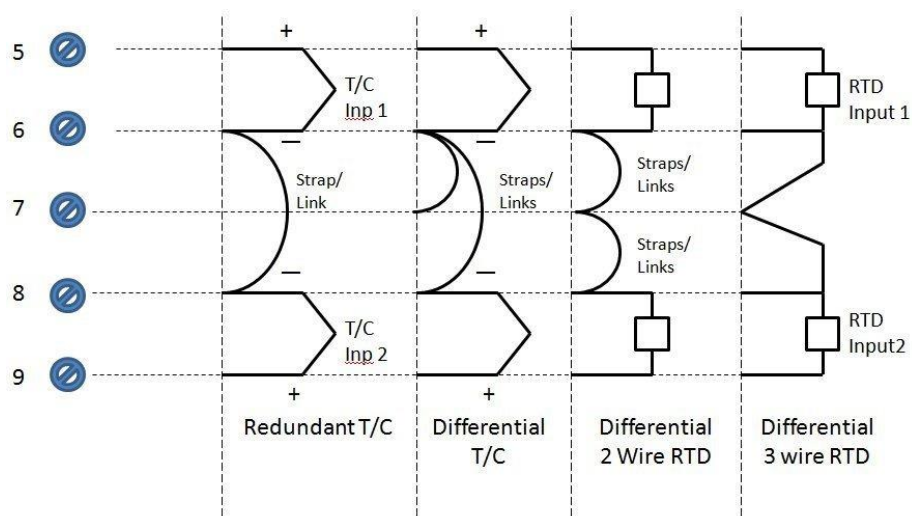 5
+
+
T/C
Inp 1
RTD
Input 1
6
—
—
Strap/
Link
Straps/
Links
Straps/
Links
7
Straps/
Links
—
—
8
T/C
Inp 2
RTD
Input2
9
+
+
Redundant T/C
Differential
T/C
Differential
2 Wire RTD
Differential
3 wire RTD